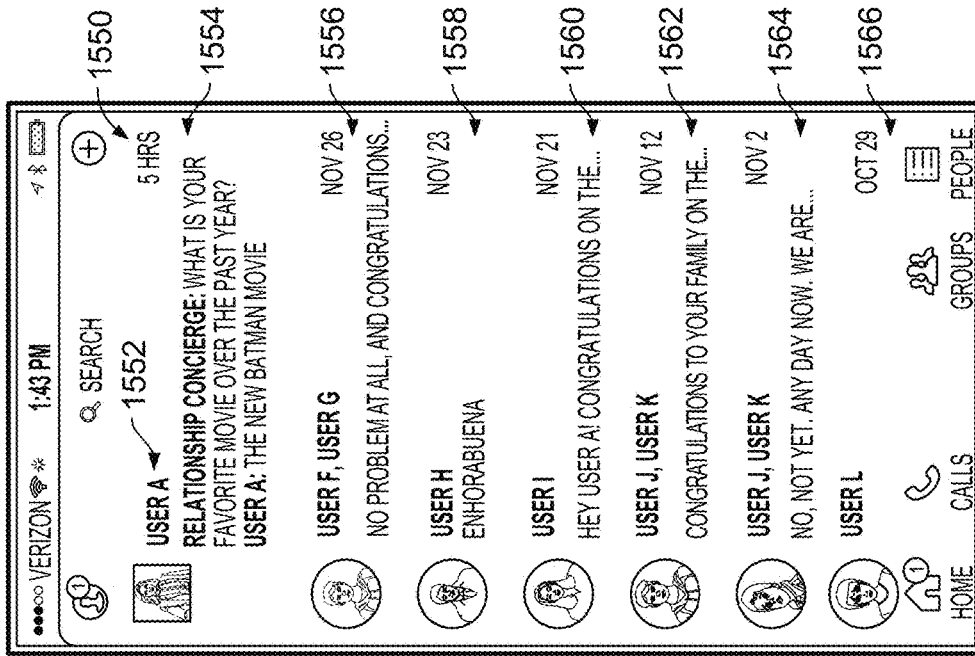 VERIZON 1:43 PM
1
SEARCH
1550
1552
USER A
5 HRS
1554
RELATIONSHIP CONCIERGE: WHAT IS YOUR
FAVORITE MOVIE OVER THE PAST YEAR?
USER A: THE NEW BATMAN MOVIE
USER F, USER G
NOV 26
1556
NO PROBLEM AT ALL, AND CONGRATULATIONS...
USER H
NOV 23
1558
ENHORABUENA
USER I
NOV 21
1560
HEY USER A! CONGRATULATIONS ON THE...
USER J, USER K
NOV 12
1562
CONGRATULATIONS TO YOUR FAMILY ON THE...
USER J, USER K
NOV 2
1564
NO, NOT YET. ANY DAY NOW. WE ARE...
USER L
OCT 29
1566
1
HOME CALLS GROUPS PEOPLE